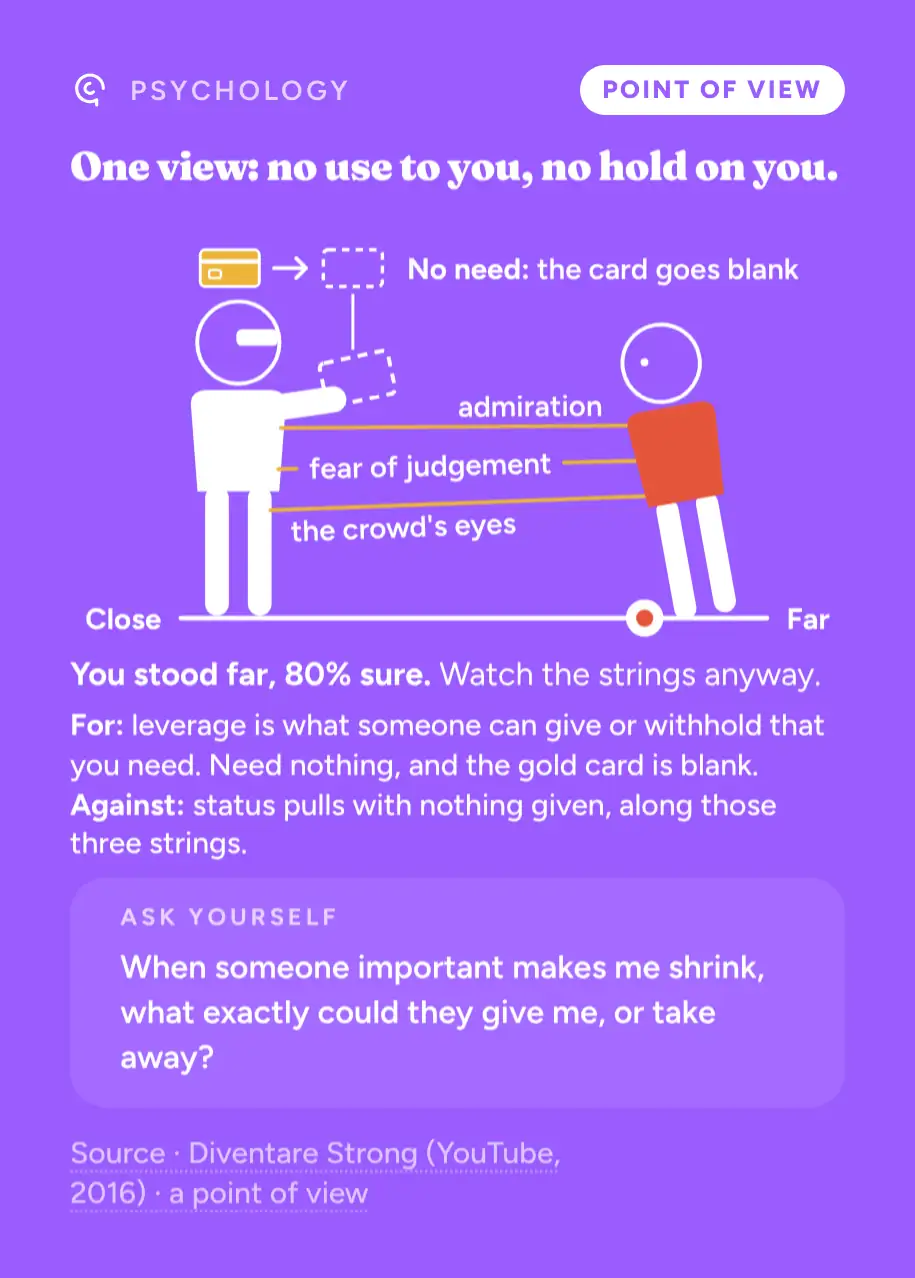 PSYCHOLOGY
POINT OF VIEW
One view: no use to you, no hold on you.
No need: the card goes blank
admiration
fear of judgement
the crowd's eyes
Close
Far
You stood far, 80% sure. Watch the strings anyway.
For: leverage is what someone can give or withhold that
you need. Need nothing, and the gold card is blank.
Against: status pulls with nothing given, along those
three strings.
ASK YOURSELF
When someone important makes me shrink,
what exactly could they give me, or take
away?
Source · Diventare Strong (YouTube,
2016) · a point of view